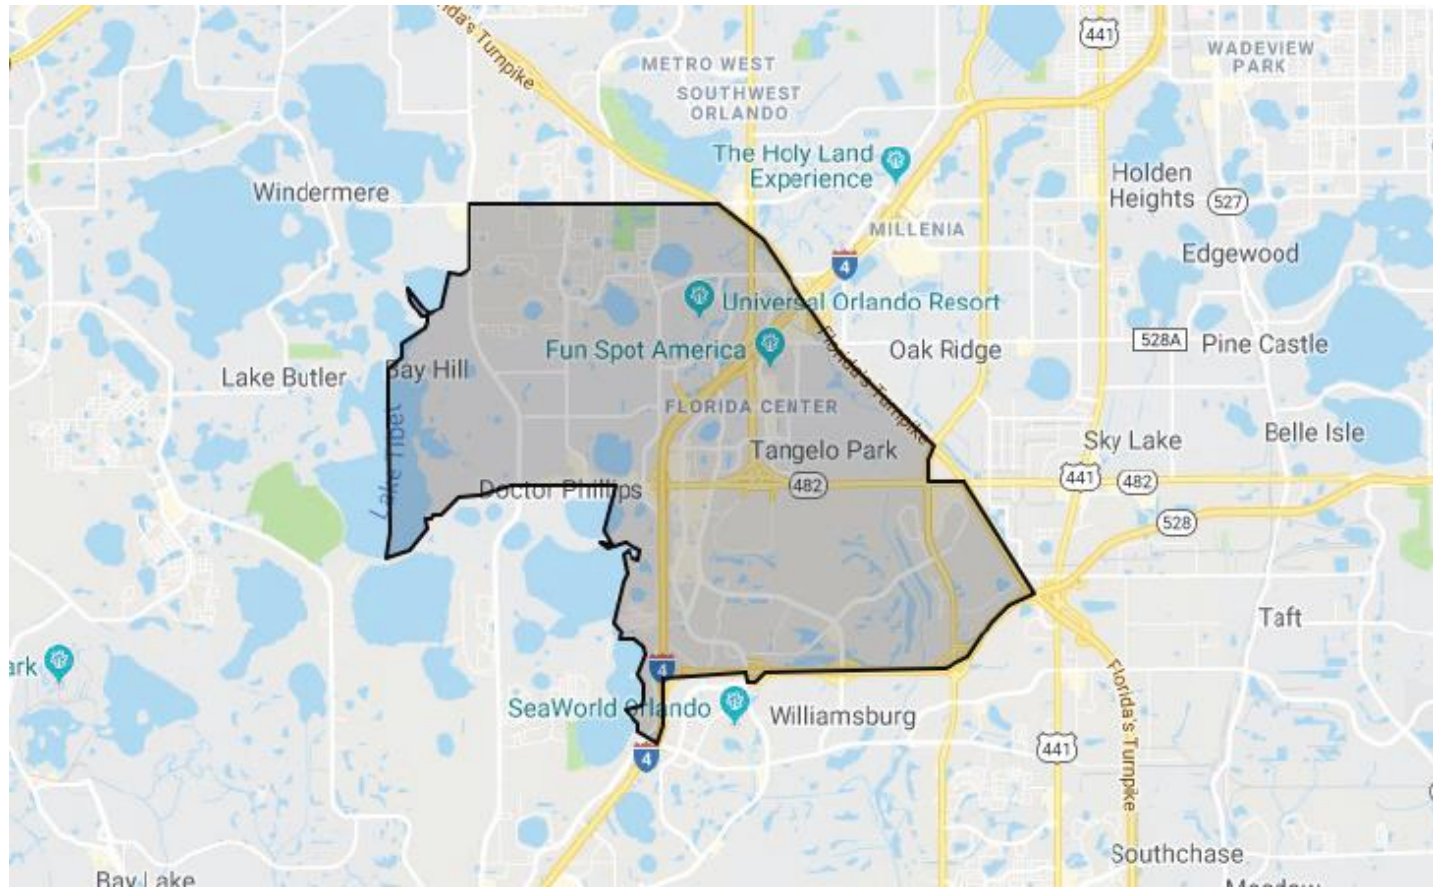 ida's Turnpike
441
WADEVIEW
PARK
METRO WEST
SOUTHWEST
ORLANDO
The Holy Land
Experience
Holden
Heights
527
Windermere
MILLENIA
Edgewood
4
Universal Orlando Resort
Fun Spot America
Florida's Turnpike
Oak Ridge
528A
Pine Castle
Lake Butler
Bay Hill
FLORIDA CENTER
Lake Tibet
Tangelo Park
Sky Lake
Belle Isle
Doctor Phillips
482
441
482
528
Taft
ark
4
SeaWorld Orlando
Williamsburg
Florida's Turnpike
441
4
Southchase
Bay Lake
Meadow